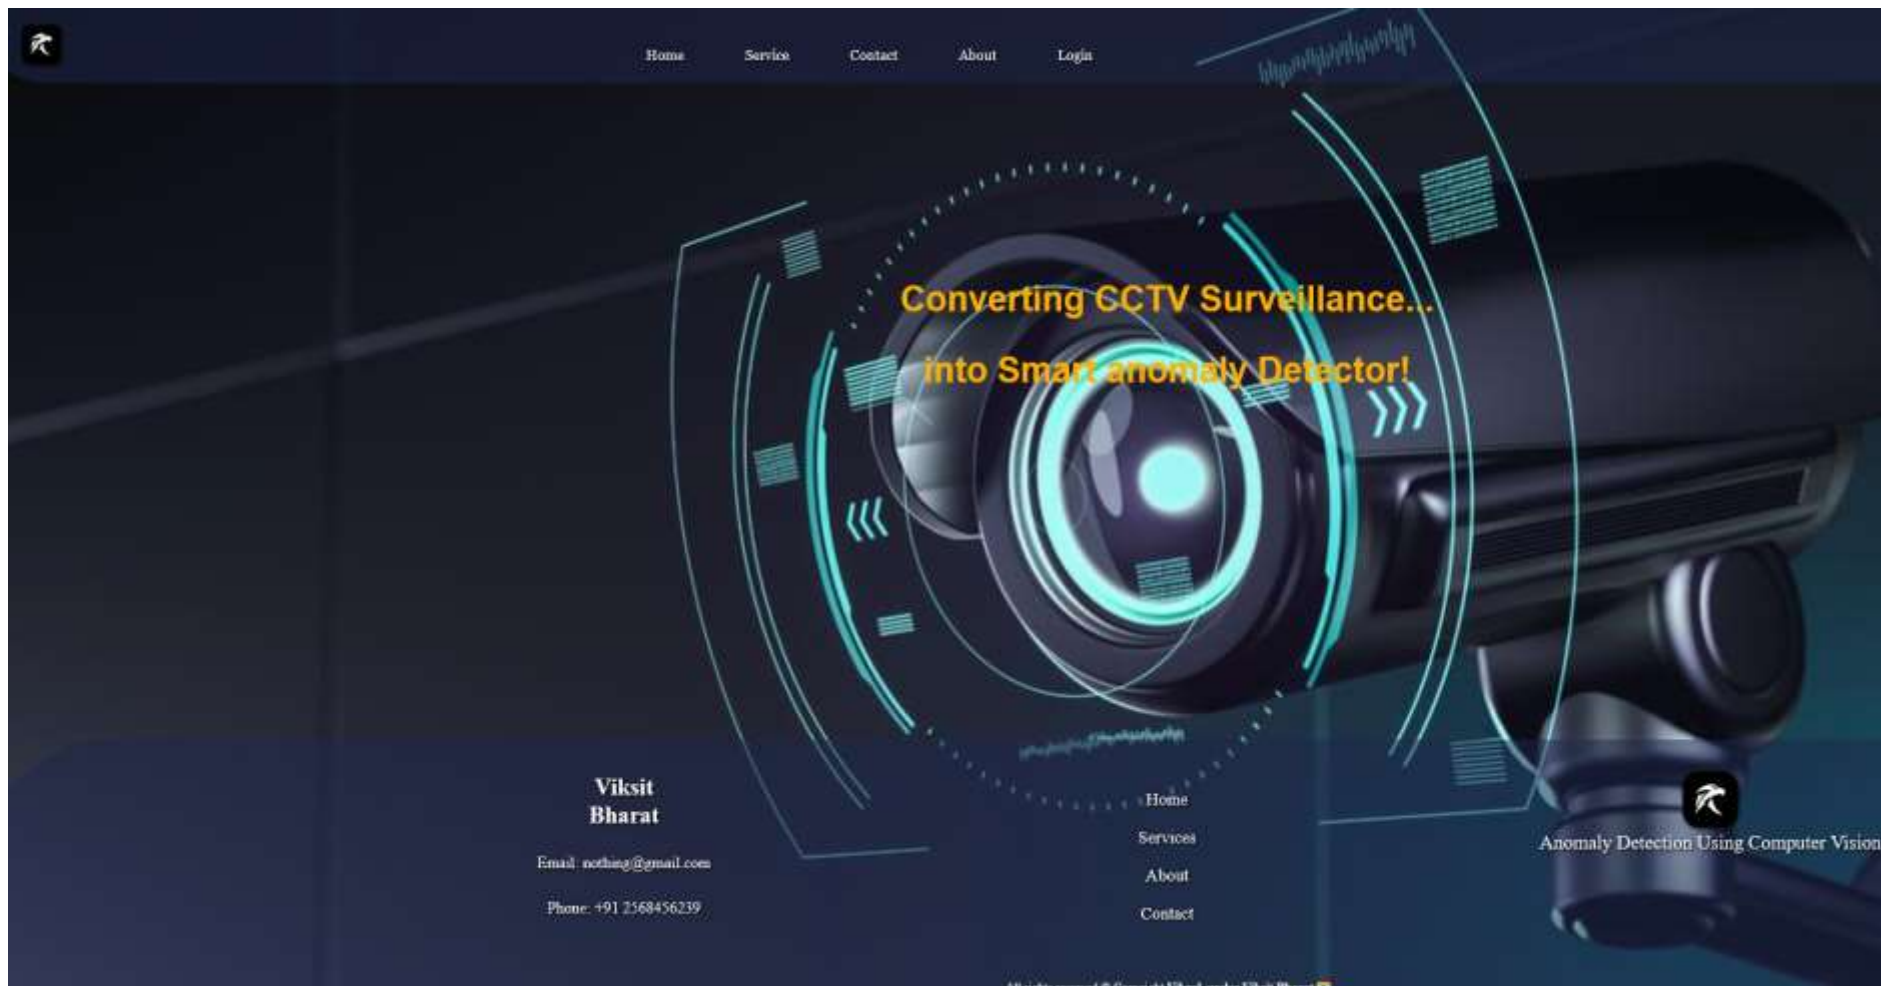 Home Service Contact About Login
Converting CCTV Surveillance...
into Smart anomaly Detector!
Viksit
Bharat
Email: nothing@gmail.com
Phone: +91 2568456239
Home
Services
About
Contact
Anomaly Detection Using Computer Vision